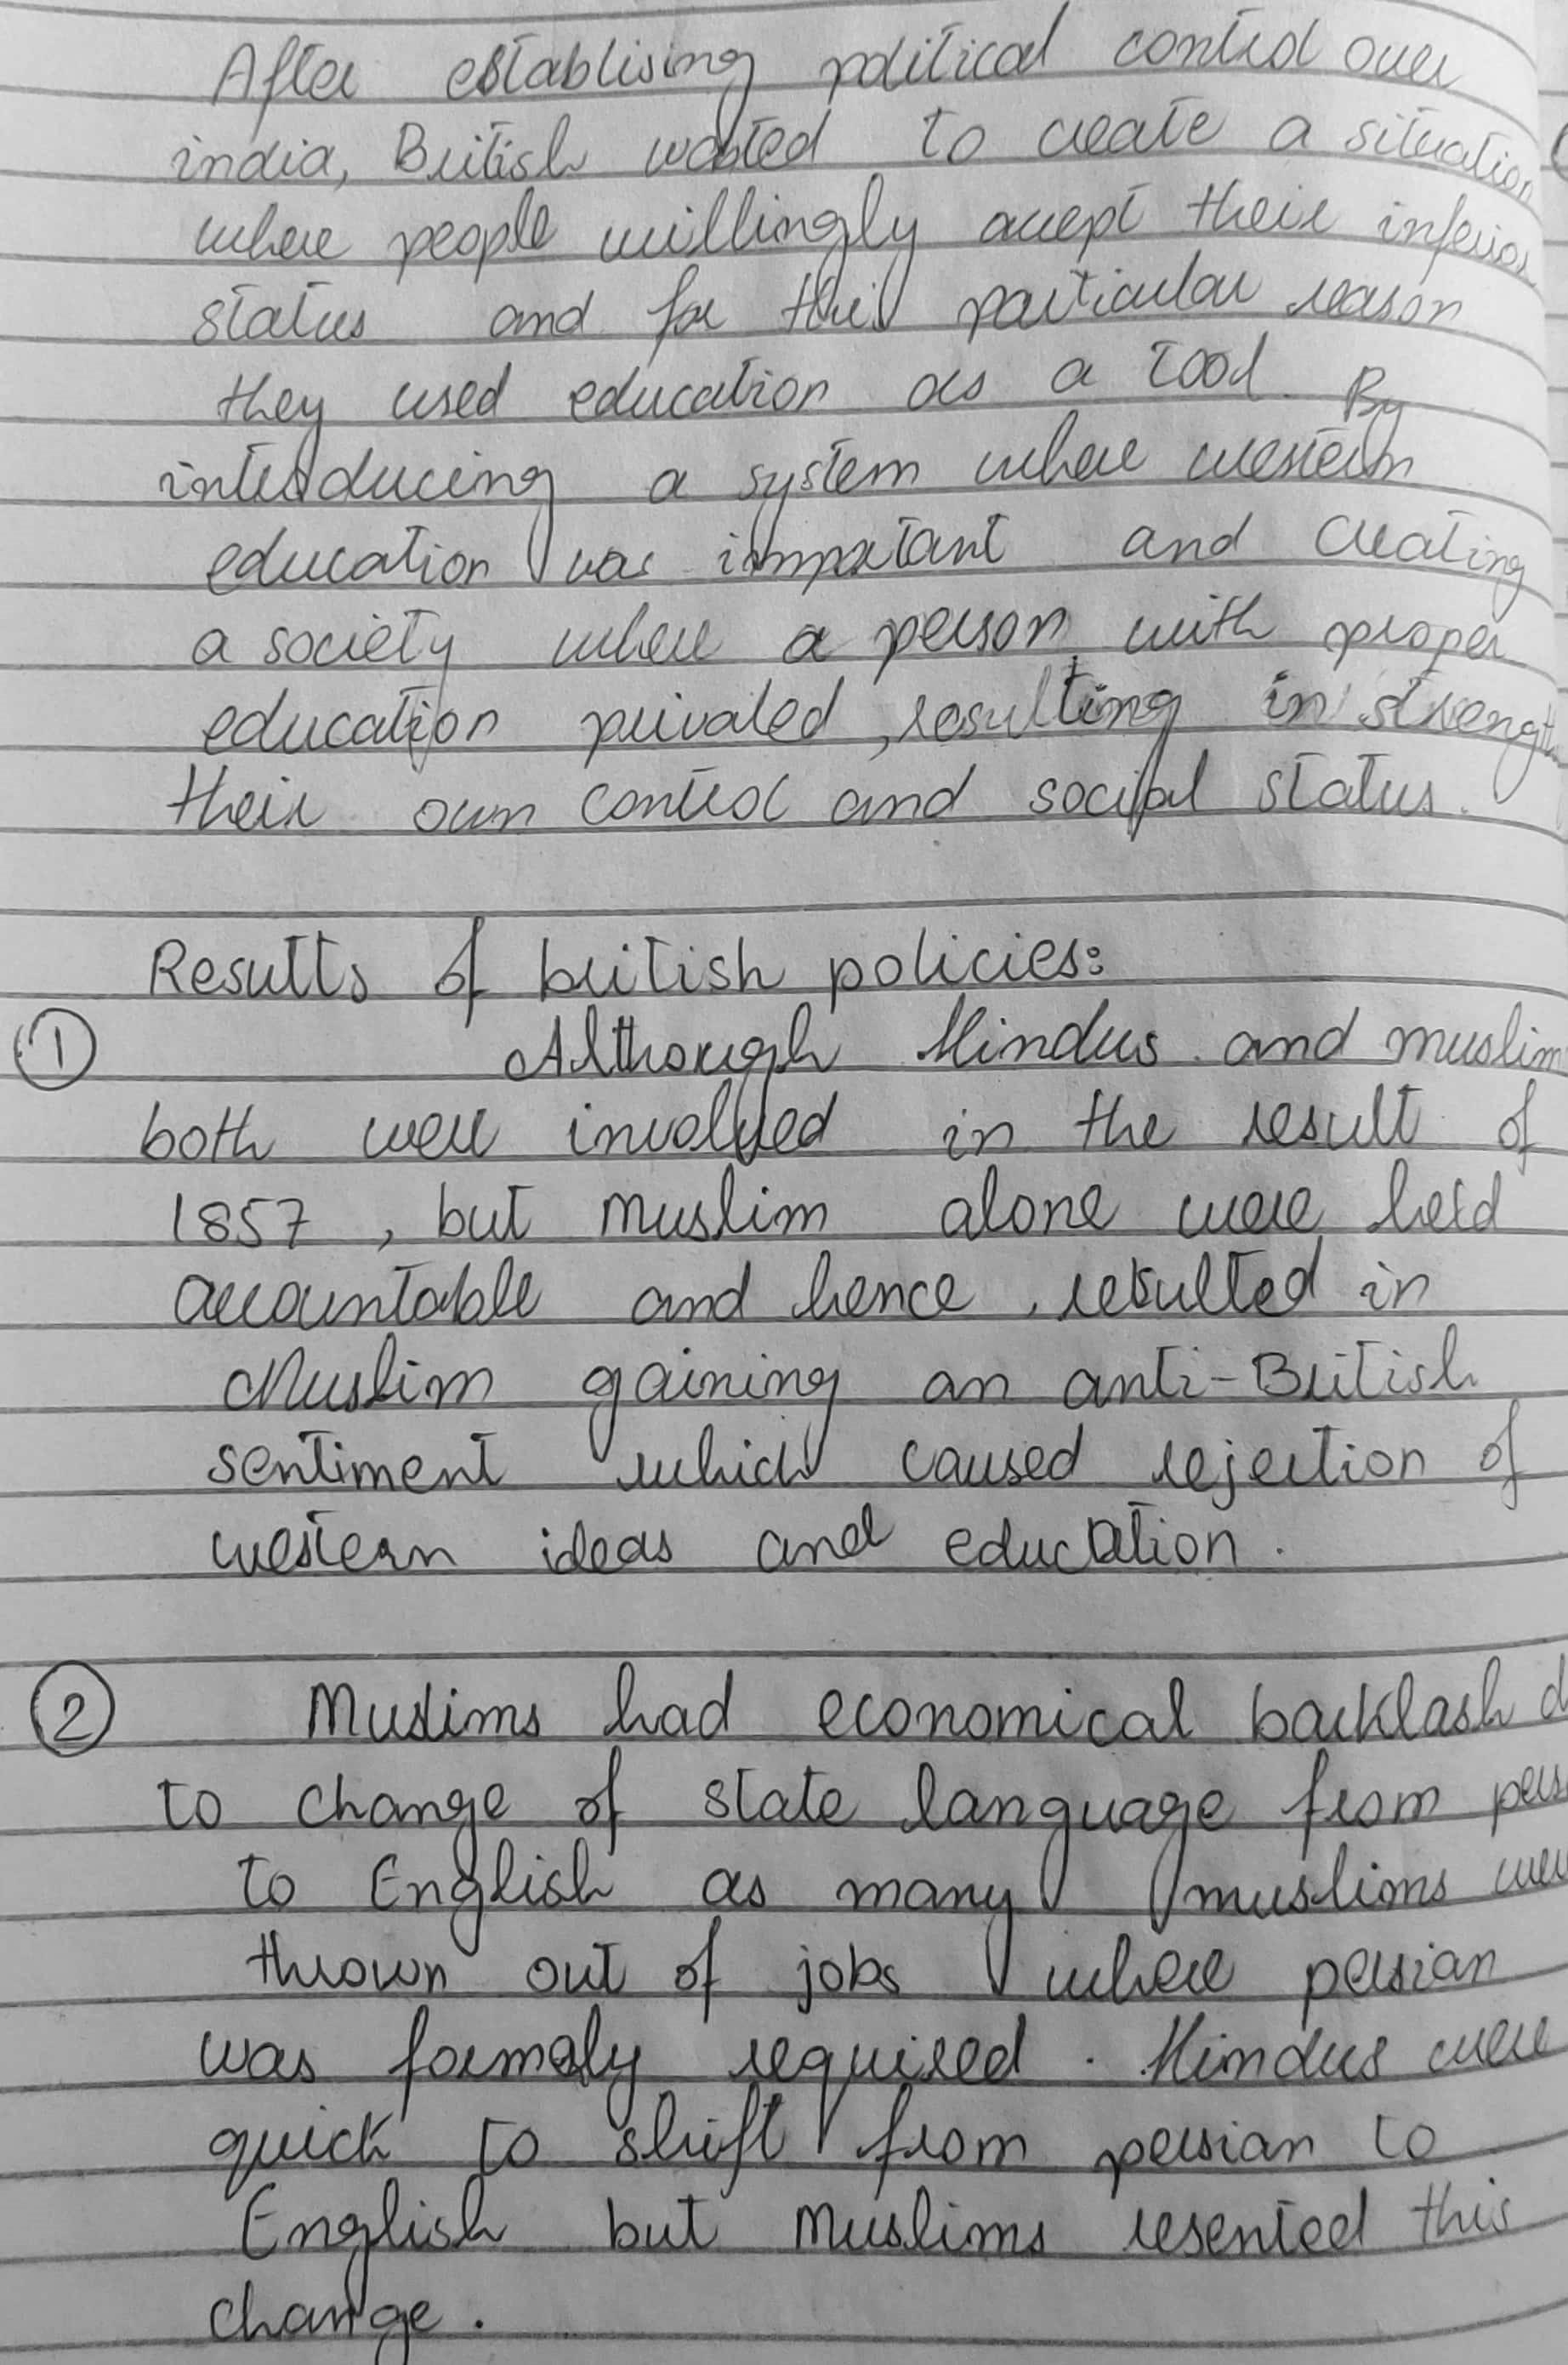 After establising political control over
india, British wanted to create a situation
where people willingly accept their inferior
status and for this particular reason
they used education as a tool. By
introducing a system where western
education was important and creating
a society where a person with proper
education privaled, resulting in strength
their own control and social status.
Results of british policies:
① Although Hindus and muslim
both were involved in the result of
1857, but Muslim alone were held
accountable and hence, resulted in
Muslim gaining an anti-British
sentiment which caused rejection of
western ideas and education.
② Muslims had economical backlash d
to change of state language from pers
to English as many muslims wer
thrown out of jobs where persian
was formaly required. Hindus were
quick to shift from persian to
English but Muslims resented this
change.